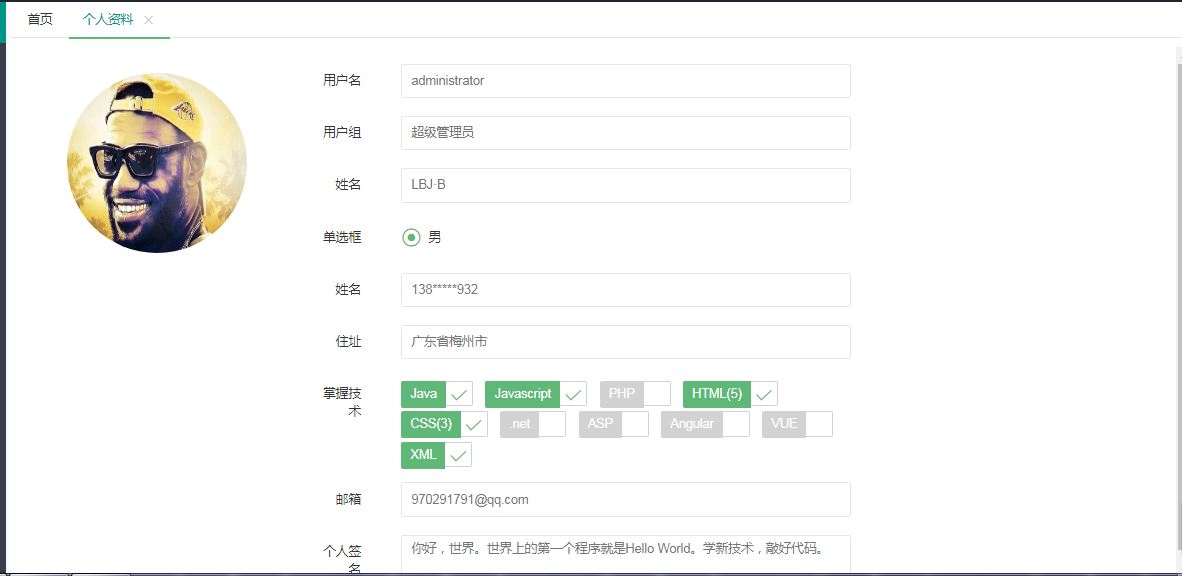 首页 个人资料
用户名 administrator
用户组 超级管理员
姓名 LBJ·B
单选框 男
姓名 138*****932
住址 广东省梅州市
掌握技术 Java Javascript PHP HTML(5)
CSS(3) .net ASP Angular VUE
XML
邮箱 970291791@qq.com
个人签名 你好，世界。世界上的第一个程序就是Hello World。学新技术，敲好代码。